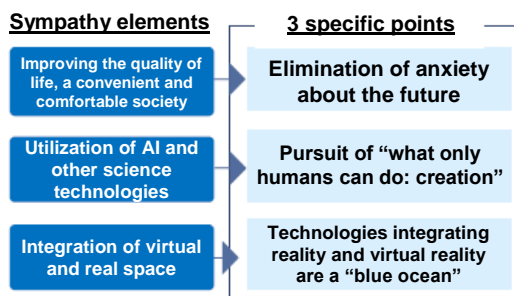 Sympathy elements
3 specific points
Improving the quality of
life, a convenient and
comfortable society
Elimination of anxiety
about the future
Utilization of AI and
other science
technologies
Pursuit of “what only
humans can do: creation”
Integration of virtual
and real space
Technologies integrating
reality and virtual reality
are a “blue ocean”